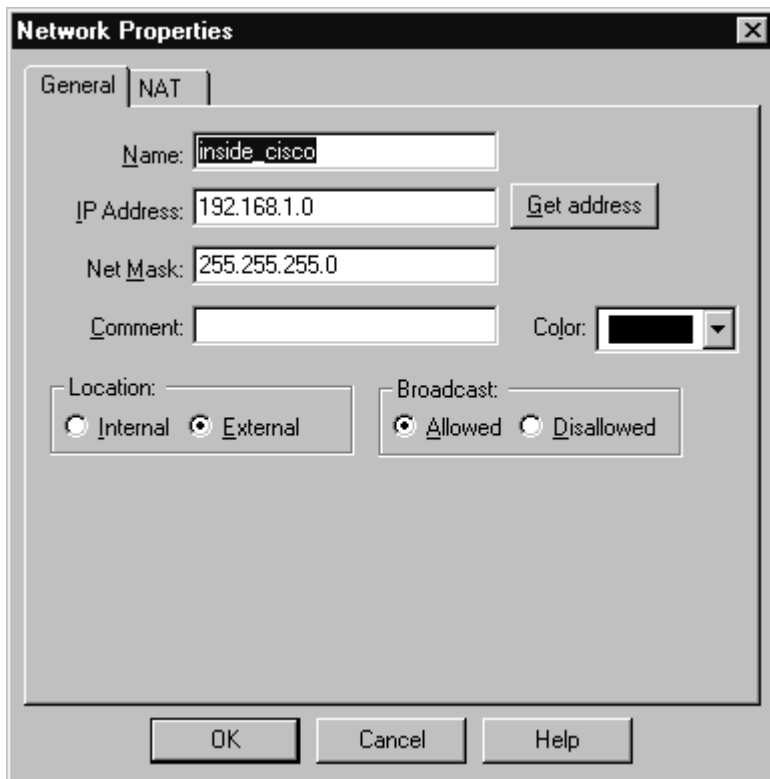 Network Properties
General NAT
Name: inside_cisco
IP Address: 192.168.1.0 Get address
Net Mask: 255.255.255.0
Comment: Color:
Location: Broadcast:
Internal External Allowed Disallowed
OK Cancel Help